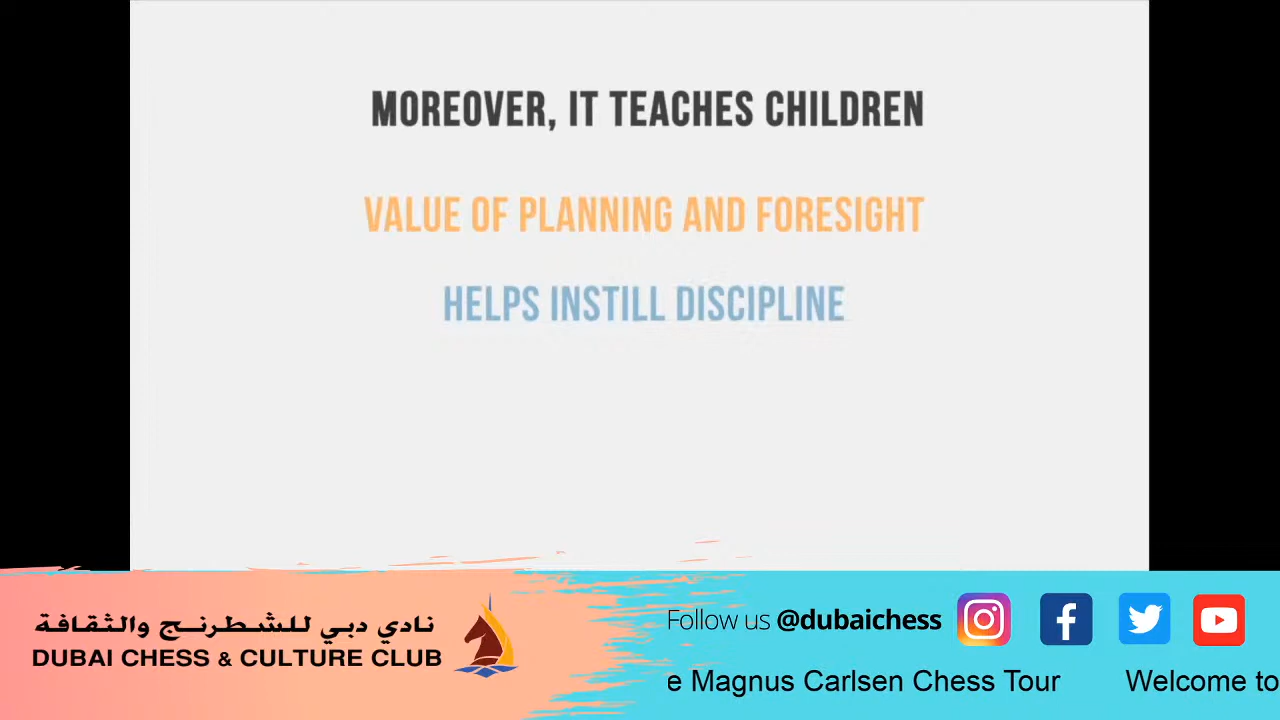 MOREOVER, IT TEACHES CHILDREN
VALUE OF PLANNING AND FORESIGHT
HELPS INSTILL DISCIPLINE
نادي دبي للشطرنج والثقافة
DUBAI CHESS & CULTURE CLUB
Follow us @dubaichess
e Magnus Carlsen Chess Tour Welcome to